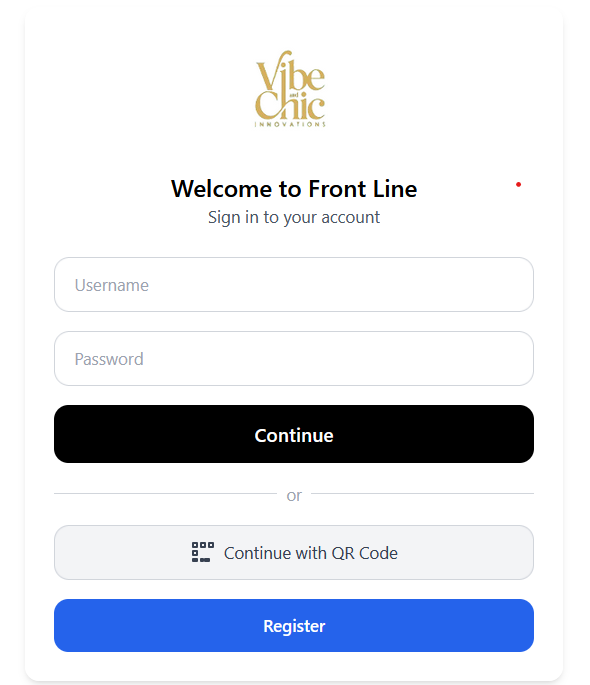 Vibe
and
Chic
INNOVATIONS
Welcome to Front Line
Sign in to your account
Username
Password
Continue
or
Continue with QR Code
Register